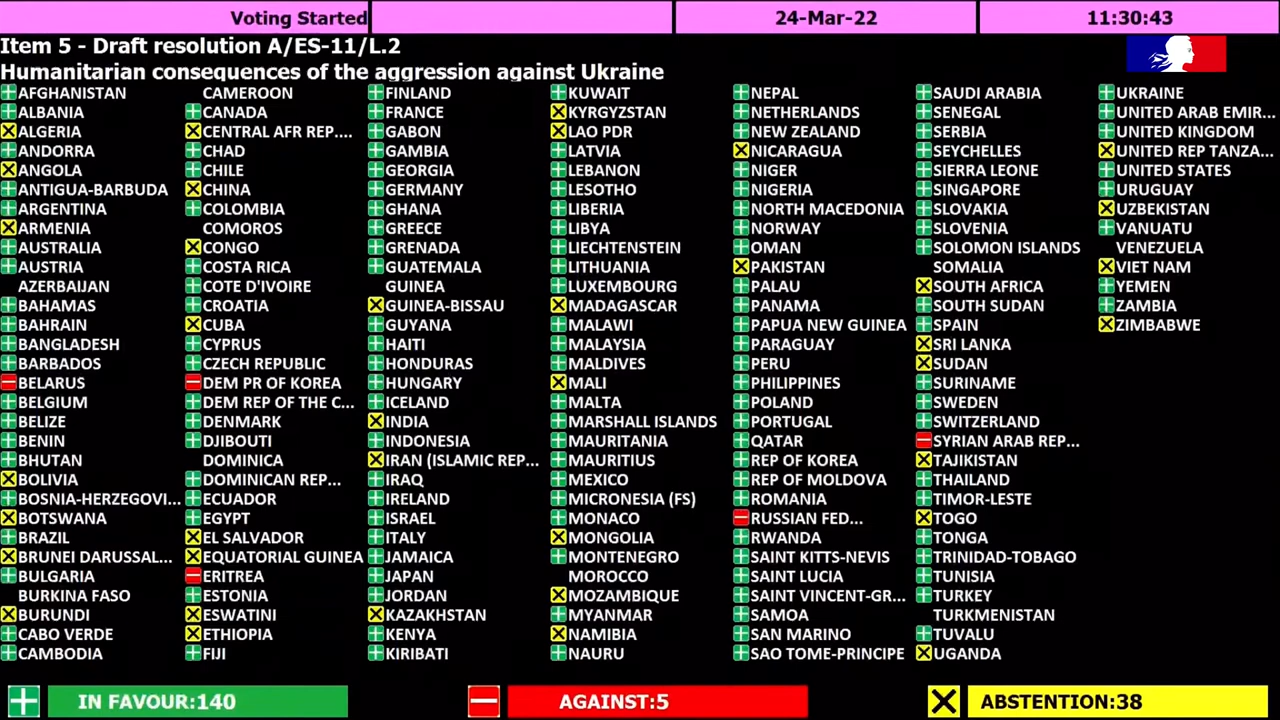 Voting Started 24-Mar-22 11:30:43
Item 5 - Draft resolution A/ES-11/L.2
Humanitarian consequences of the aggression against Ukraine
AFGHANISTAN
ALBANIA
ALGERIA
ANDORRA
ANGOLA
ANTIGUA-BARBUDA
ARGENTINA
ARMENIA
AUSTRALIA
AUSTRIA
AZERBAIJAN
BAHAMAS
BAHRAIN
BANGLADESH
BARBADOS
BELARUS
BELGIUM
BELIZE
BENIN
BHUTAN
BOLIVIA
BOSNIA-HERZEGOVI...
BOTSWANA
BRAZIL
BRUNEI DARUSSAL...
BULGARIA
BURKINA FASO
BURUNDI
CABO VERDE
CAMBODIA
CAMEROON
CANADA
CENTRAL AFR REP....
CHAD
CHILE
CHINA
COLOMBIA
COMOROS
CONGO
COSTA RICA
COTE D'IVOIRE
CROATIA
CUBA
CYPRUS
CZECH REPUBLIC
DEM PR OF KOREA
DEM REP OF THE C...
DENMARK
DJIBOUTI
DOMINICA
DOMINICAN REP...
ECUADOR
EGYPT
EL SALVADOR
EQUATORIAL GUINEA
ERITREA
ESTONIA
ESWATINI
ETHIOPIA
FIJI
FINLAND
FRANCE
GABON
GAMBIA
GEORGIA
GERMANY
GHANA
GREECE
GRENADA
GUATEMALA
GUINEA
GUINEA-BISSAU
GUYANA
HAITI
HONDURAS
HUNGARY
ICELAND
INDIA
INDONESIA
IRAN (ISLAMIC REP...
IRAQ
IRELAND
ISRAEL
ITALY
JAMAICA
JAPAN
JORDAN
KAZAKHSTAN
KENYA
KIRIBATI
KUWAIT
KYRGYZSTAN
LAO PDR
LATVIA
LEBANON
LESOTHO
LIBERIA
LIBYA
LIECHTENSTEIN
LITHUANIA
LUXEMBOURG
MADAGASCAR
MALAWI
MALAYSIA
MALDIVES
MALI
MALTA
MARSHALL ISLANDS
MAURITANIA
MAURITIUS
MEXICO
MICRONESIA (FS)
MONACO
MONGOLIA
MONTENEGRO
MOROCCO
MOZAMBIQUE
MYANMAR
NAMIBIA
NAURU
NEPAL
NETHERLANDS
NEW ZEALAND
NICARAGUA
NIGER
NIGERIA
NORTH MACEDONIA
NORWAY
OMAN
PAKISTAN
PALAU
PANAMA
PAPUA NEW GUINEA
PARAGUAY
PERU
PHILIPPINES
POLAND
PORTUGAL
QATAR
REP OF KOREA
REP OF MOLDOVA
ROMANIA
RUSSIAN FED...
RWANDA
SAINT KITTS-NEVIS
SAINT LUCIA
SAINT VINCENT-GR...
SAMOA
SAN MARINO
SAO TOME-PRINCIPE
SAUDI ARABIA
SENEGAL
SERBIA
SEYCHELLES
SIERRA LEONE
SINGAPORE
SLOVAKIA
SLOVENIA
SOLOMON ISLANDS
SOMALIA
SOUTH AFRICA
SOUTH SUDAN
SPAIN
SRI LANKA
SUDAN
SURINAME
SWEDEN
SWITZERLAND
SYRIAN ARAB REP...
TAJIKISTAN
THAILAND
TIMOR-LESTE
TOGO
TONGA
TRINIDAD-TOBAGO
TUNISIA
TURKEY
TURKMENISTAN
TUVALU
UGANDA
UKRAINE
UNITED ARAB EMIR...
UNITED KINGDOM
UNITED REP TANZA...
UNITED STATES
URUGUAY
UZBEKISTAN
VANUATU
VENEZUELA
VIET NAM
YEMEN
ZAMBIA
ZIMBABWE
IN FAVOUR:140 AGAINST:5 ABSTENTION:38